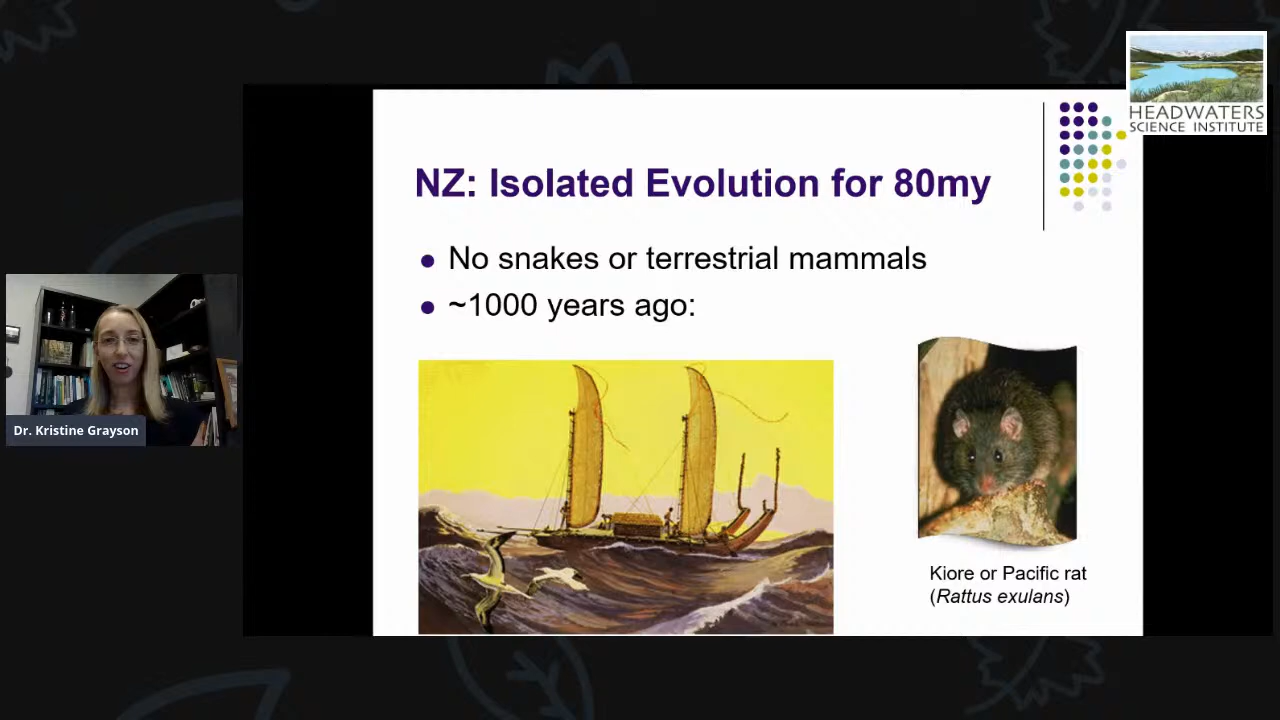 HEADWATERS
SCIENCE INSTITUTE
NZ: Isolated Evolution for 80my
● No snakes or terrestrial mammals
● ~1000 years ago:
Dr. Kristine Grayson
Kiore or Pacific rat
(Rattus exulans)